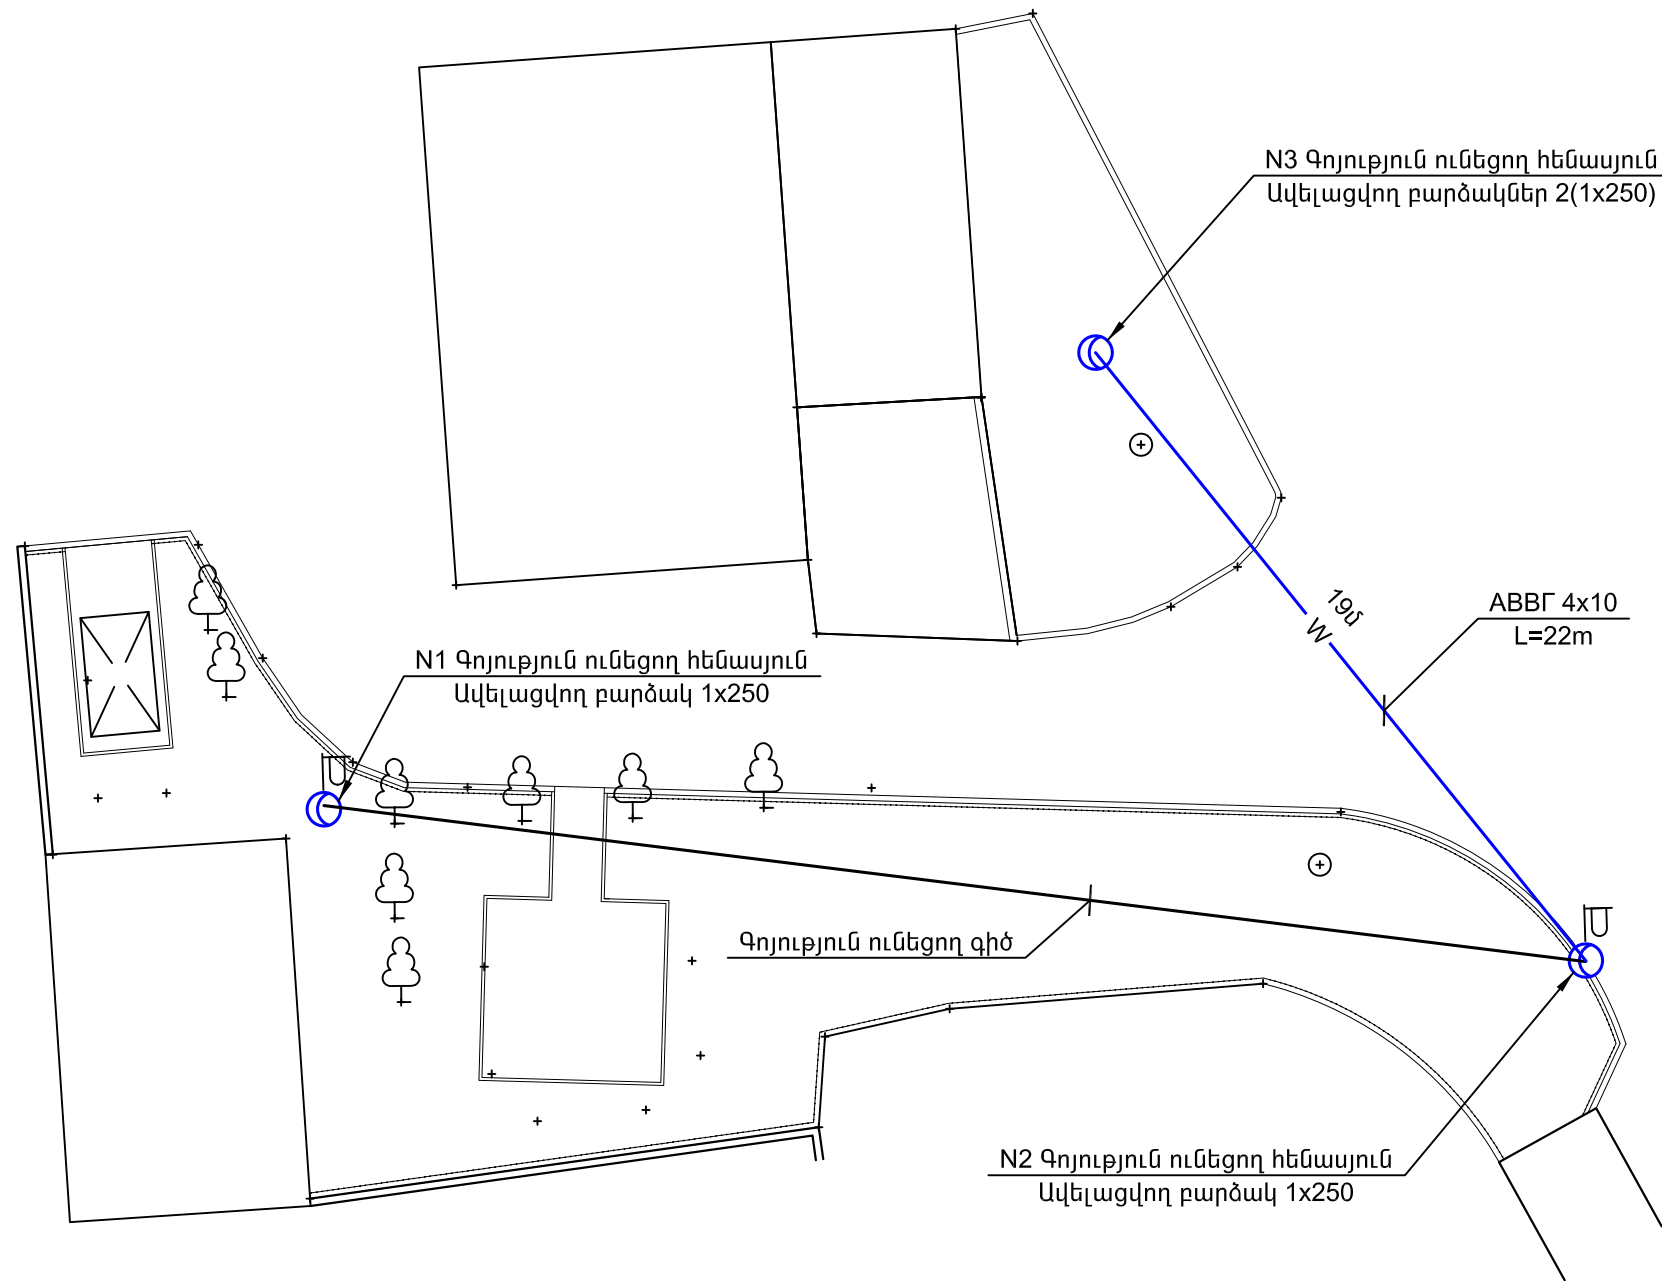 N3 Գոյություն ունեցող հենասյուն
Ավելացվող բարձակներ 2(1x250)
19մ
W
АВВГ 4x10
L=22m
N1 Գոյություն ունեցող հենասյուն
Ավելացվող բարձակ 1x250
Գոյություն ունեցող գիծ
N2 Գոյություն ունեցող հենասյուն
Ավելացվող բարձակ 1x250